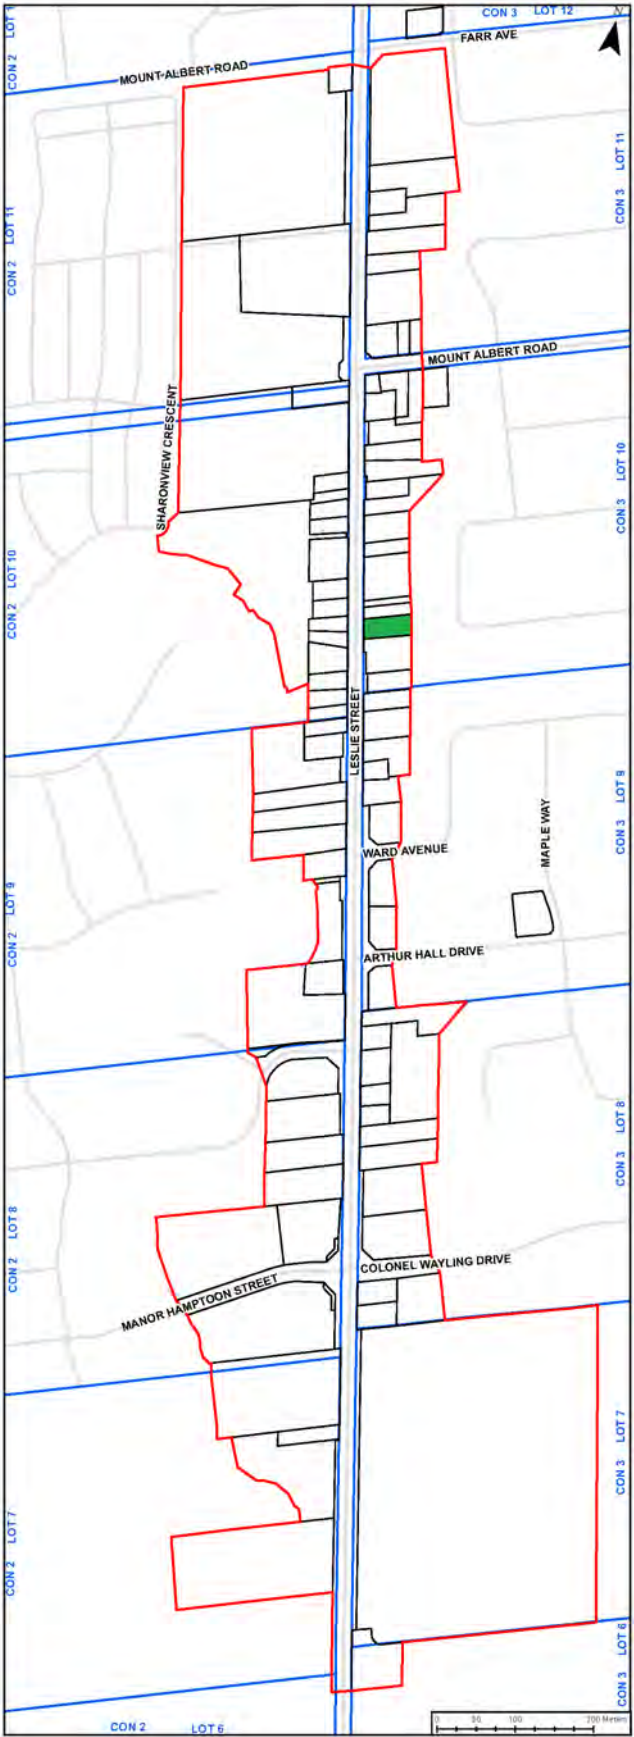 CON 3 LOT 12
N
CON 2 LOT 1
FARR AVE
MOUNT ALBERT ROAD
CON 3 LOT 11
CON 2 LOT 11
MOUNT ALBERT ROAD
SHARONVIEW CRESCENT
CON 3 LOT 10
CON 2 LOT 10
LESLIE STREET
CON 3 LOT 9
MAPLE WAY
WARD AVENUE
CON 2 LOT 9
ARTHUR HALL DRIVE
CON 3 LOT 8
CON 2 LOT 8
COLONEL WAYLING DRIVE
MANOR HAMPTOON STREET
CON 3 LOT 7
CON 2 LOT 7
CON 3 LOT 6
0 50 100 200 Meters
CON 2 LOT 6